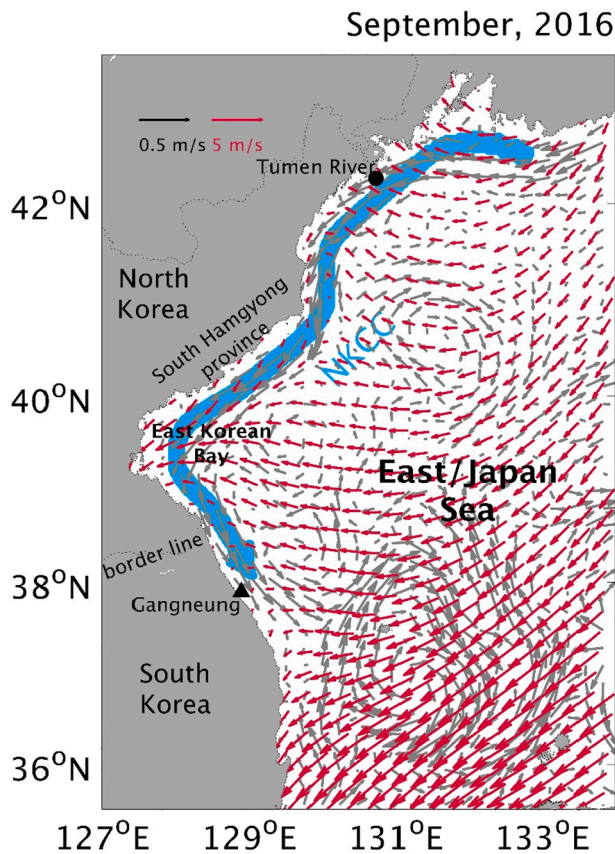 September, 2016
0.5 m/s
5 m/s
Tumen River
42°N
North
Korea
South Hamgyong
province
NKCC
40°N
East Korean
Bay
East/Japan
Sea
border line
38°N
Gangneung
South
Korea
36°N
127°E
129°E
131°E
133°E